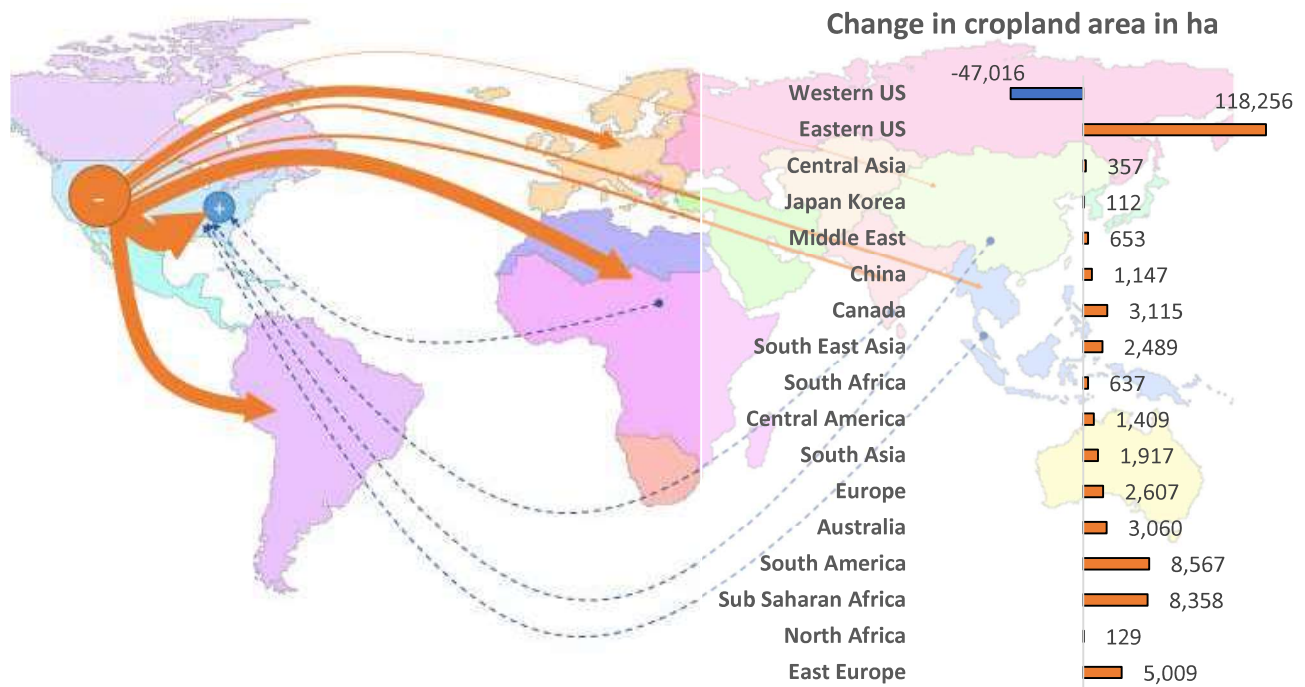 Change in cropland area in ha
Western US -47,016
Eastern US 118,256
Central Asia 357
Japan Korea 112
Middle East 653
China 1,147
Canada 3,115
South East Asia 2,489
South Africa 637
Central America 1,409
South Asia 1,917
Europe 2,607
Australia 3,060
South America 8,567
Sub Saharan Africa 8,358
North Africa 129
East Europe 5,009
-
+